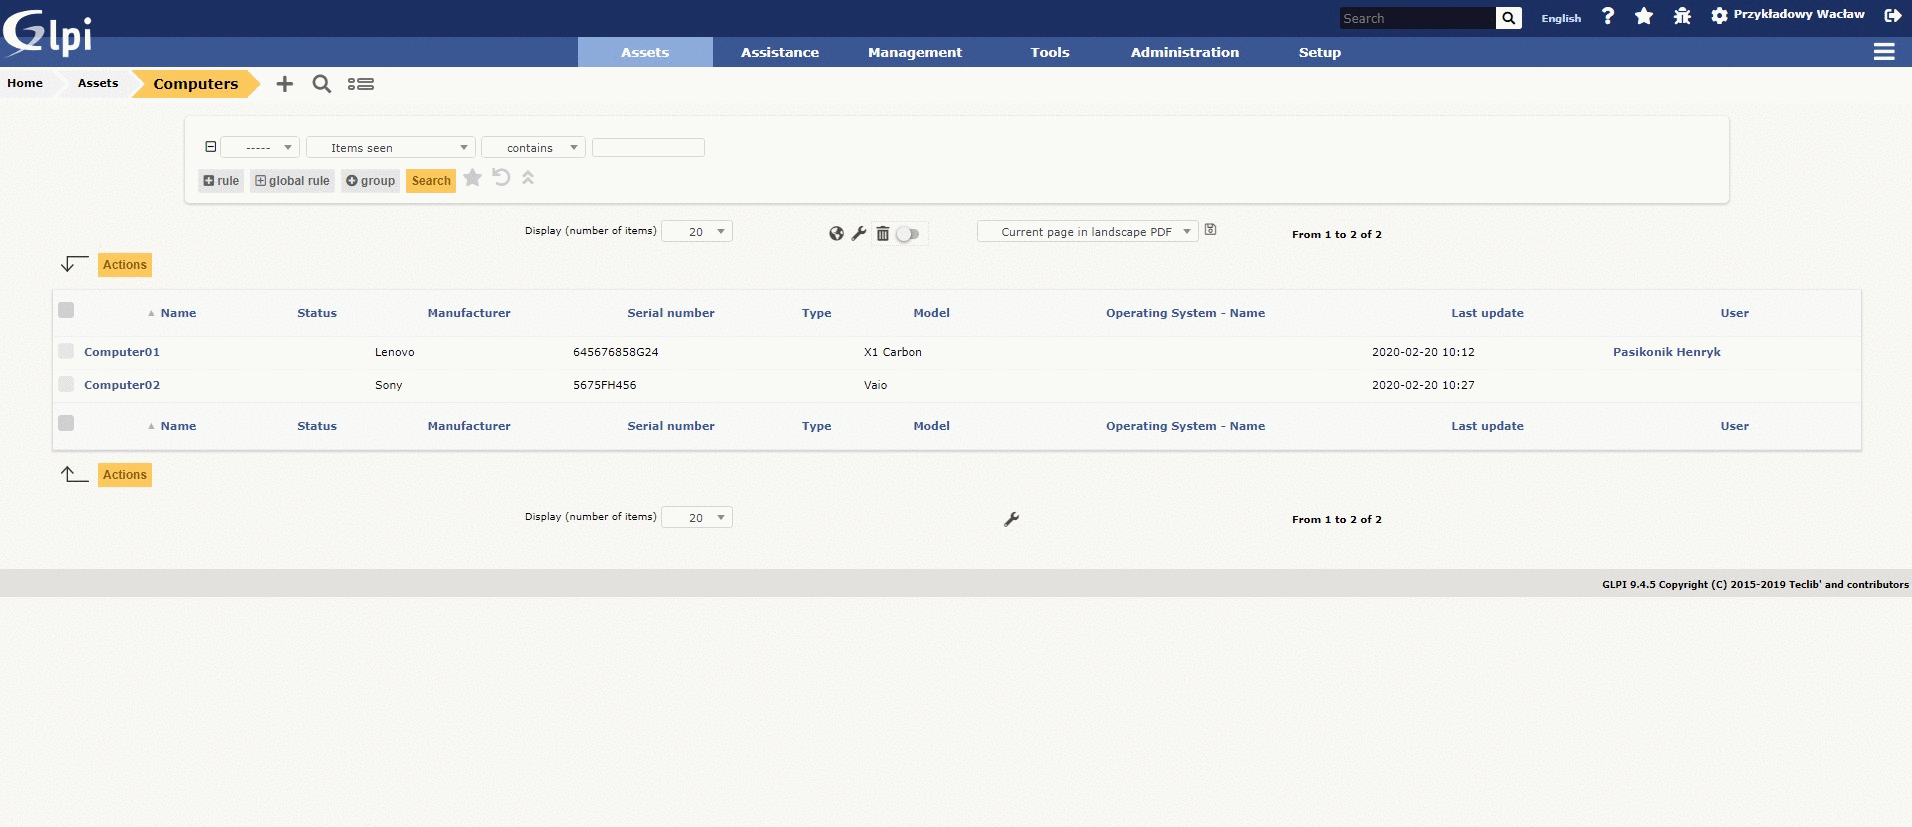 Glpi
Search English ? Przykładowy Wacław
Assets Assistance Management Tools Administration Setup
Home Assets Computers
----- Items seen contains
rule global rule group Search
Display (number of items) 20 Current page in landscape PDF From 1 to 2 of 2
Actions
Name Status Manufacturer Serial number Type Model Operating System - Name Last update User
Computer01 Lenovo 645676858G24 X1 Carbon 2020-02-20 10:12 Pasikonik Henryk
Computer02 Sony 5675FH456 Vaio 2020-02-20 10:27
Name Status Manufacturer Serial number Type Model Operating System - Name Last update User
Actions
Display (number of items) 20 From 1 to 2 of 2
GLPI 9.4.5 Copyright (C) 2015-2019 Teclib' and contributors